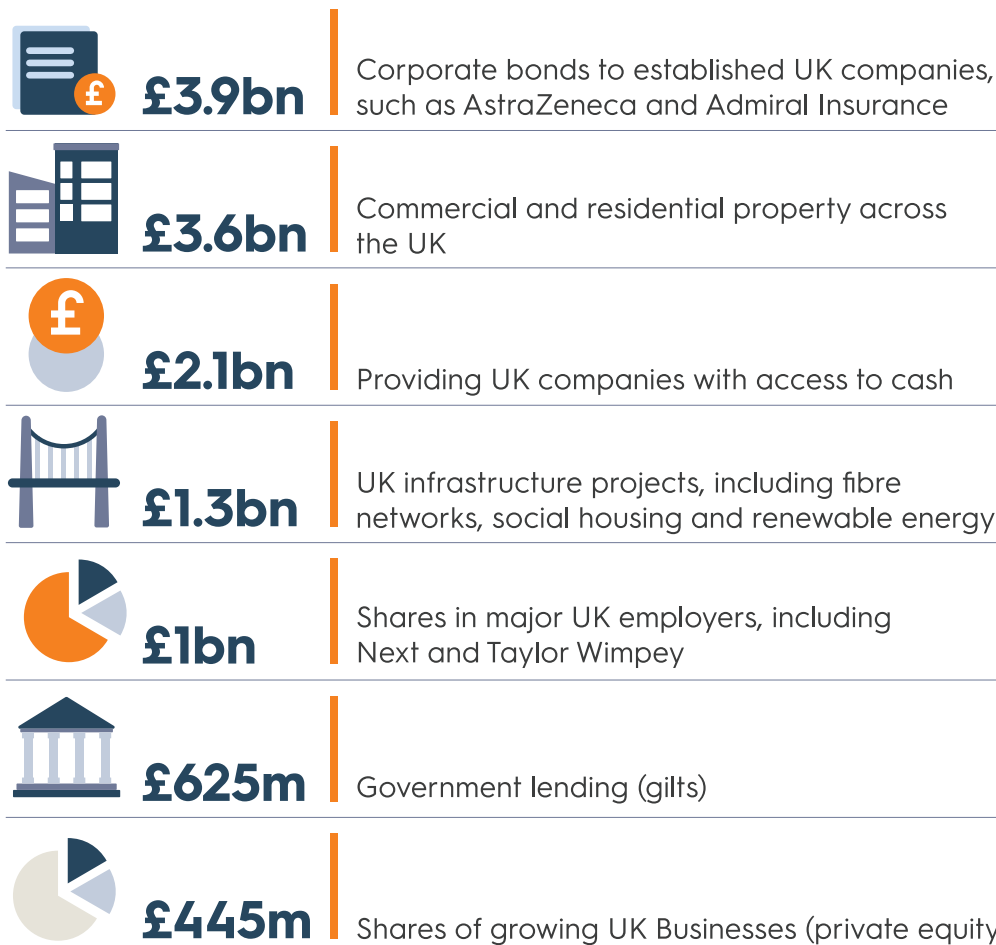 £
£3.9bn
Corporate bonds to established UK companies,
such as AstraZeneca and Admiral Insurance
£3.6bn
Commercial and residential property across
the UK
£
£2.1bn
Providing UK companies with access to cash
£1.3bn
UK infrastructure projects, including fibre
networks, social housing and renewable energy
£1bn
Shares in major UK employers, including
Next and Taylor Wimpey
£625m
Government lending (gilts)
£445m
Shares of growing UK Businesses (private equity